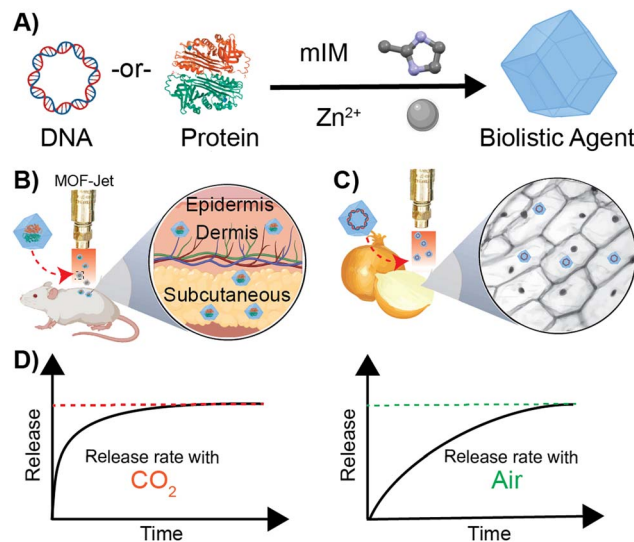 A)
DNA
-or-
Protein
mIM
Zn²⁺
Biolistic Agent
B)
MOF-Jet
Epidermis
Dermis
Subcutaneous
C)
D)
Release
Release rate with
CO₂
Time
Release
Release rate with
Air
Time